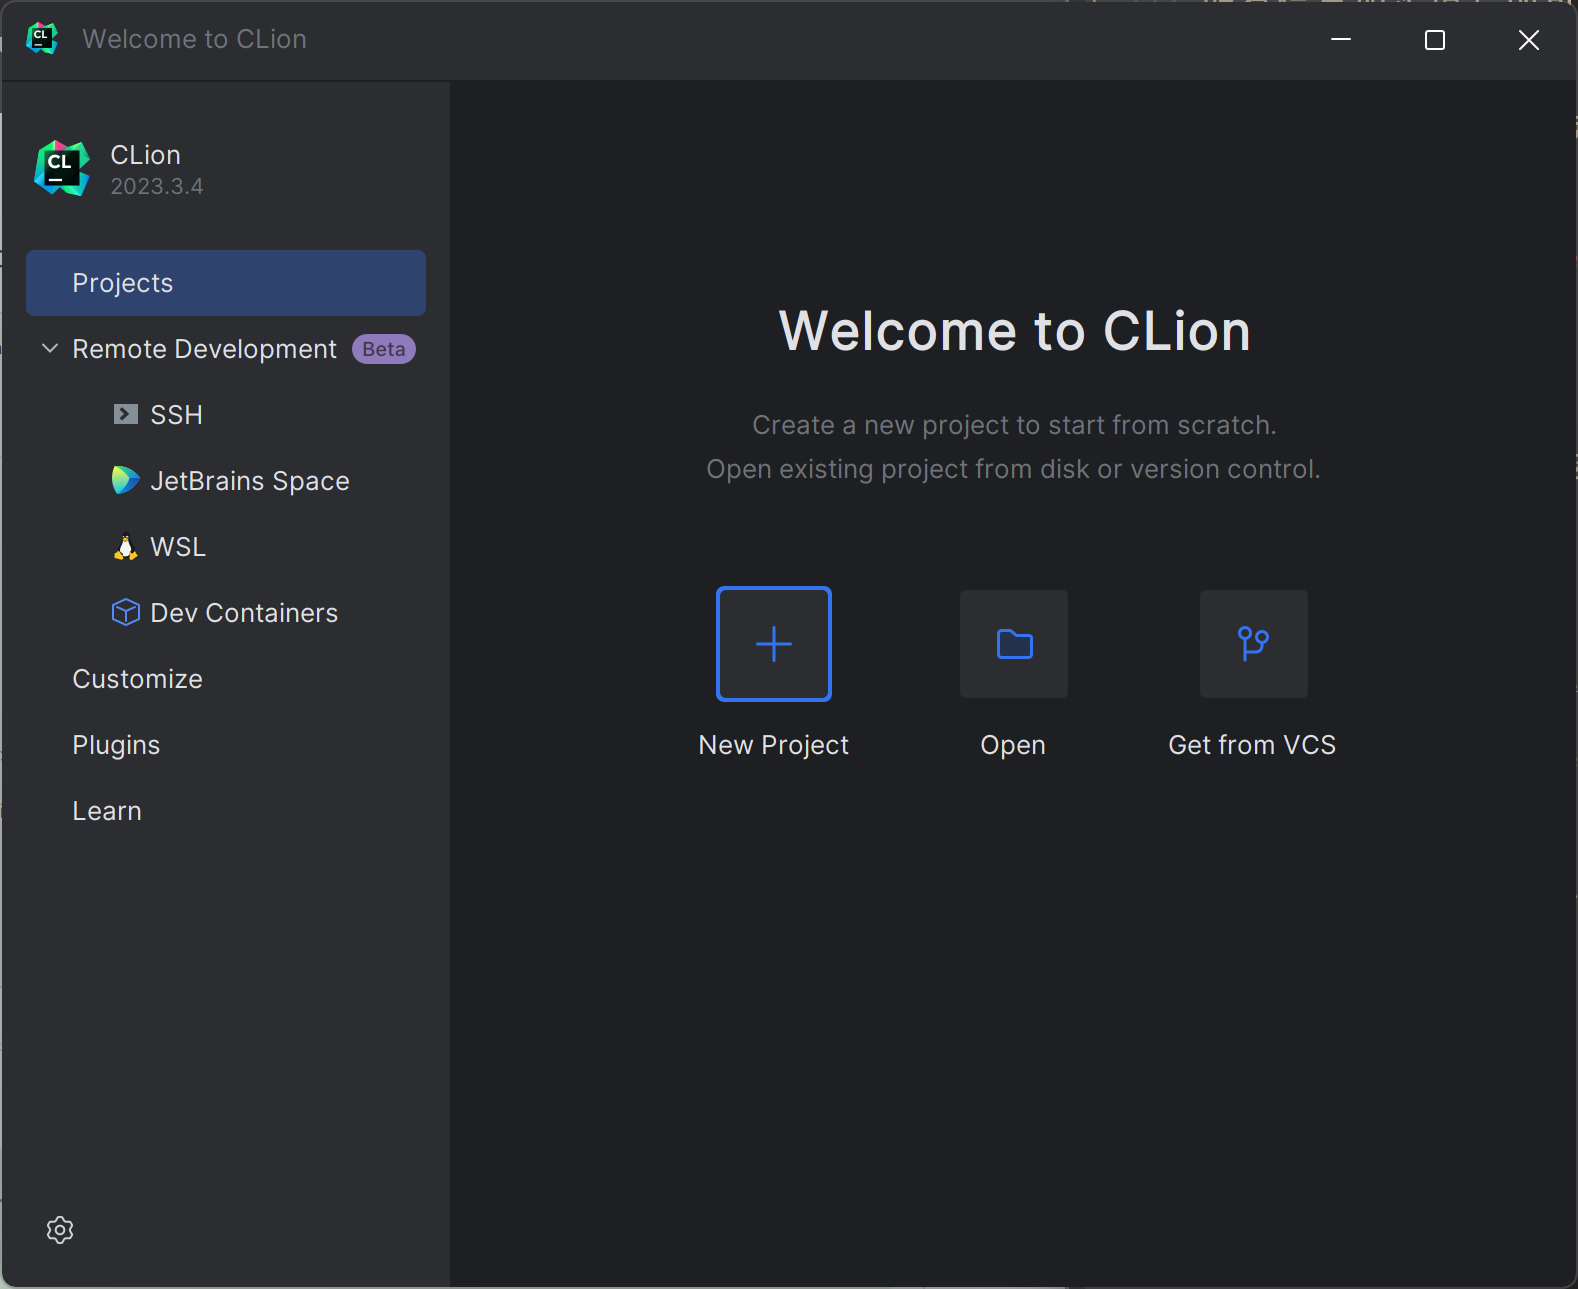 CL
Welcome to CLion
CL
CLion
2023.3.4
Projects
Remote Development Beta
SSH
JetBrains Space
WSL
Dev Containers
Customize
Plugins
Learn
Welcome to CLion
Create a new project to start from scratch.
Open existing project from disk or version control.
New Project
Open
Get from VCS